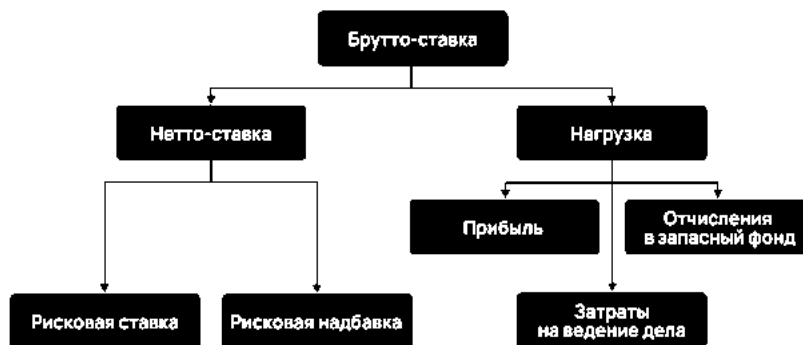 Брутто-ставка
Нетто-ставка
Нагрузка
Прибыль
Отчисления
в запасный фонд
Рисковая ставка
Рисковая надбавка
Затраты
на ведение дела